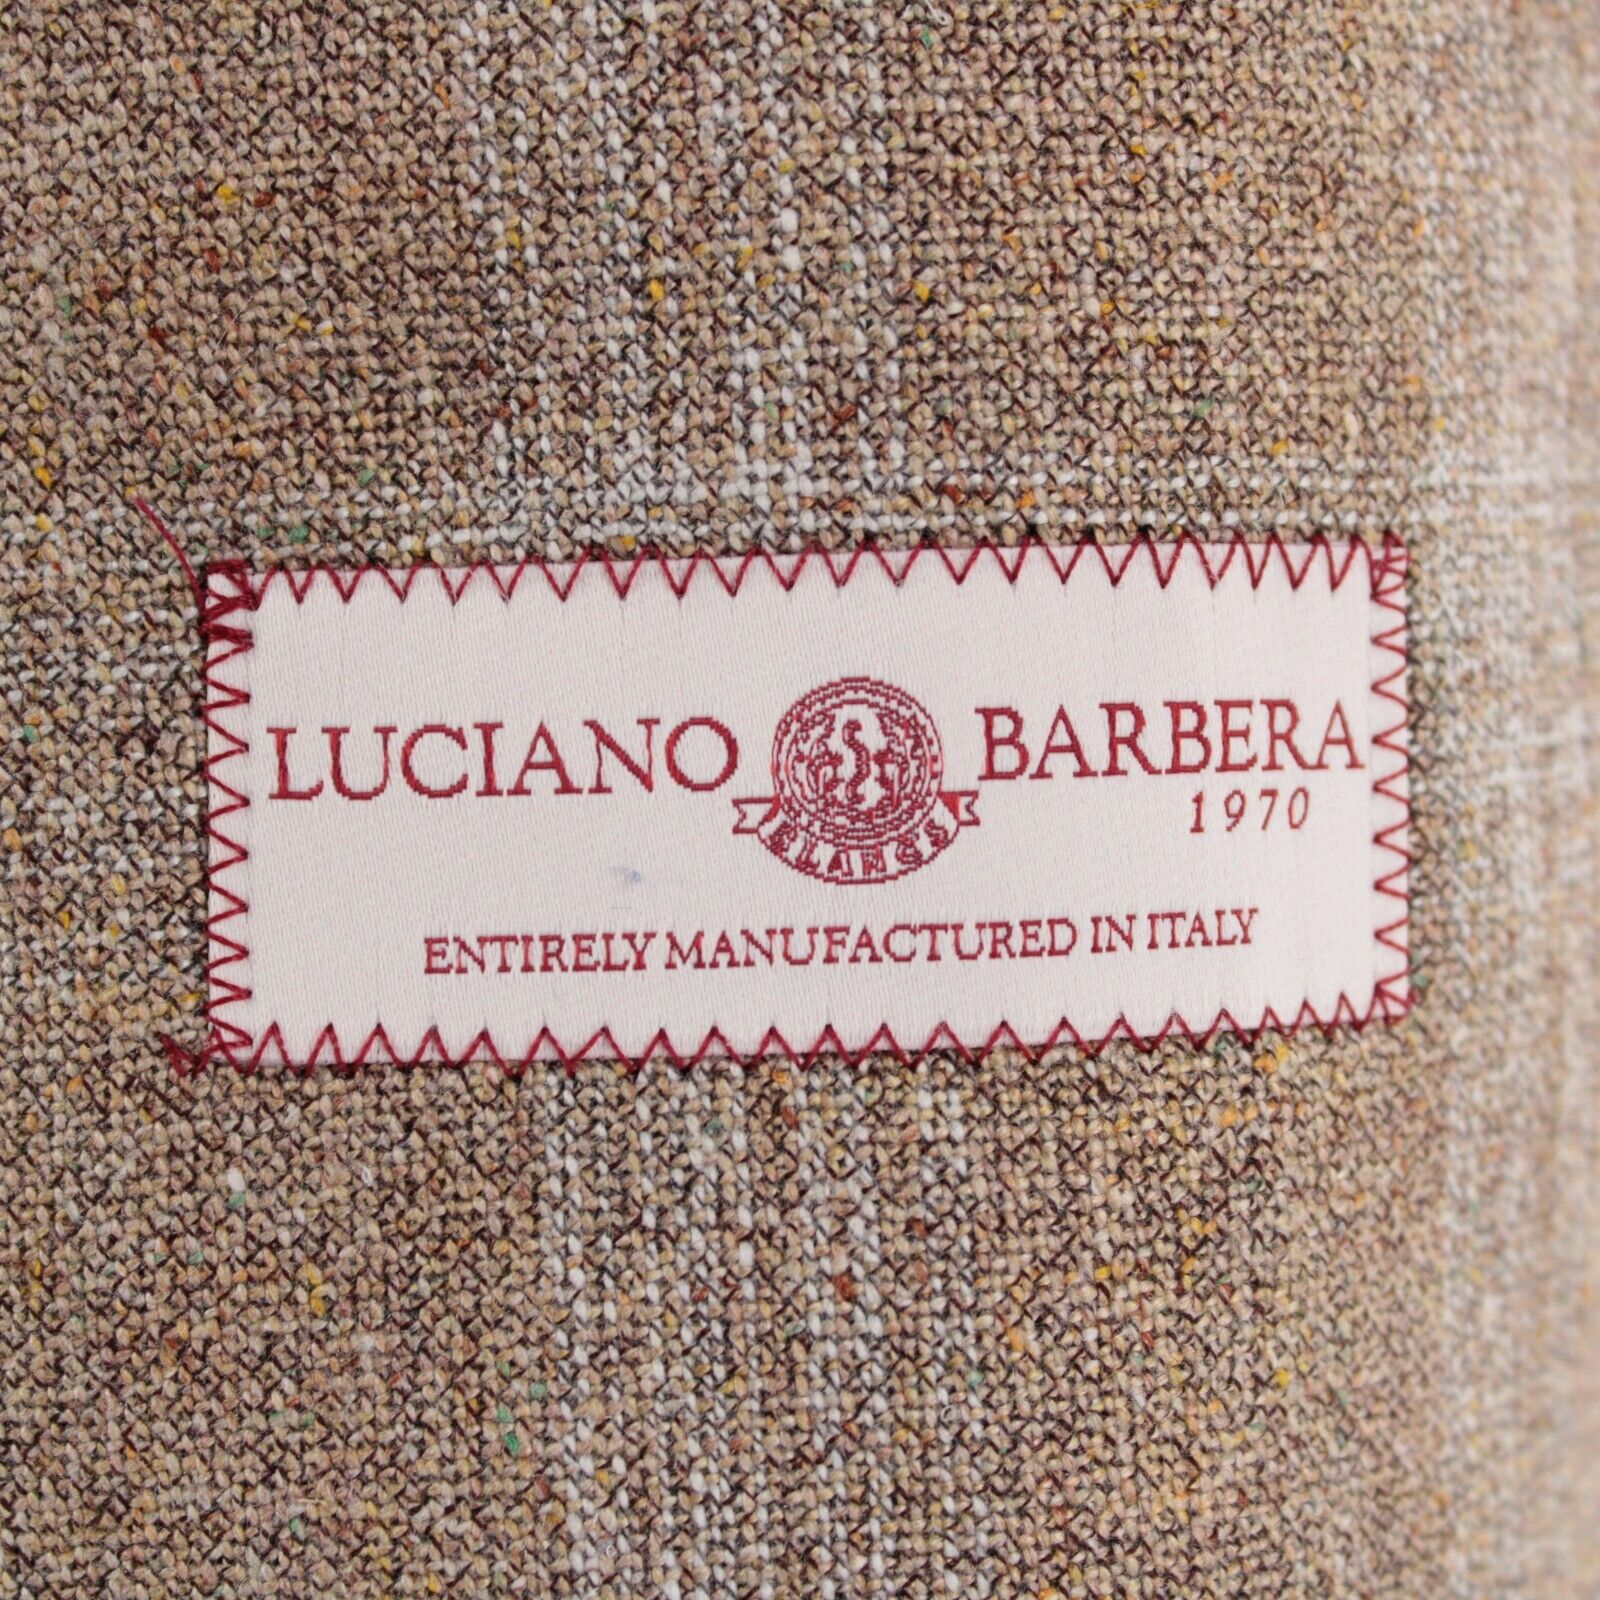 LUCIANO BARBERA
1970
ENTIRELY MANUFACTURED IN ITALY